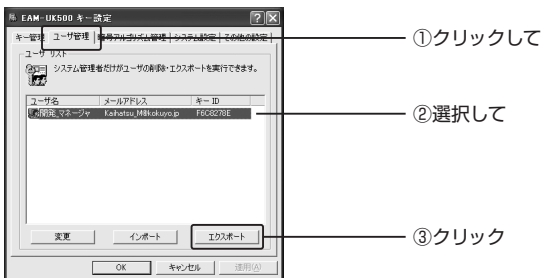 EAM-UK500 キー設定
キー管理 ユーザ管理 暗号アルゴリズム管理 システム設定 その他の設定
ユーザ リスト
システム管理者だけがユーザの削除・エクスポートを実行できます。
ユーザ名 メールアドレス キー ID
開発_マネージャ Kaihatsu_M@kokuyo.jp F6C8278E
変更 インポート エクスポート
OK キャンセル 適用(A)
①クリックして
②選択して
③クリック